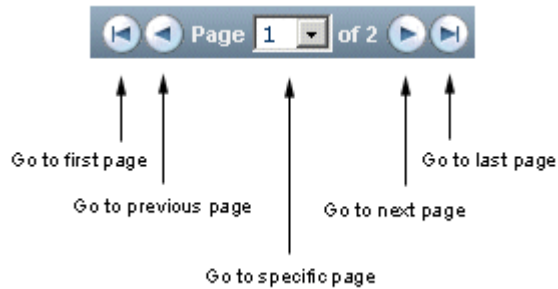 Page 1 of 2
Go to first page
Go to last page
Go to previous page
Go to next page
Go to specific page